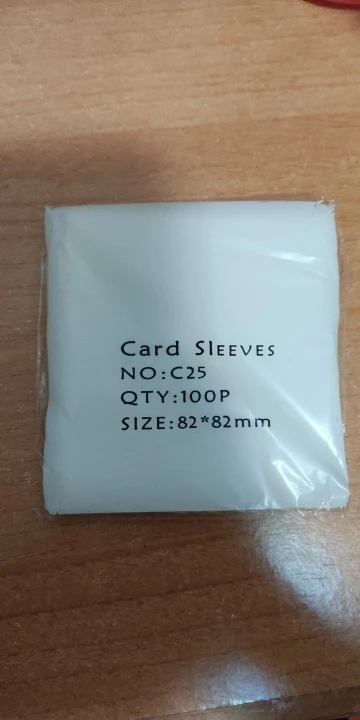 Card Sleeves
NO:C25
QTY:100P
SIZE:82*82mm